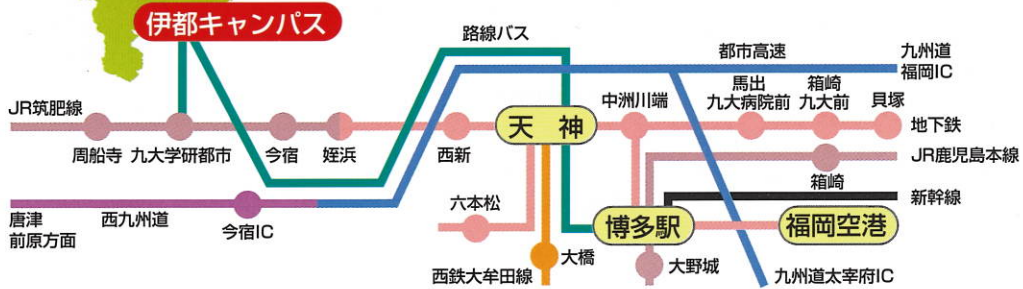 伊都キャンパス
路線バス
都市高速
九州道
福岡IC
JR筑肥線
周船寺
九大学研都市
今宿
姪浜
西新
天神
中洲川端
馬出
九大病院前
箱崎
九大前
貝塚
地下鉄
JR鹿児島本線
箱崎
新幹線
唐津
前原方面
西九州道
今宿IC
六本松
西鉄大牟田線
大橋
博多駅
大野城
福岡空港
九州道太宰府IC